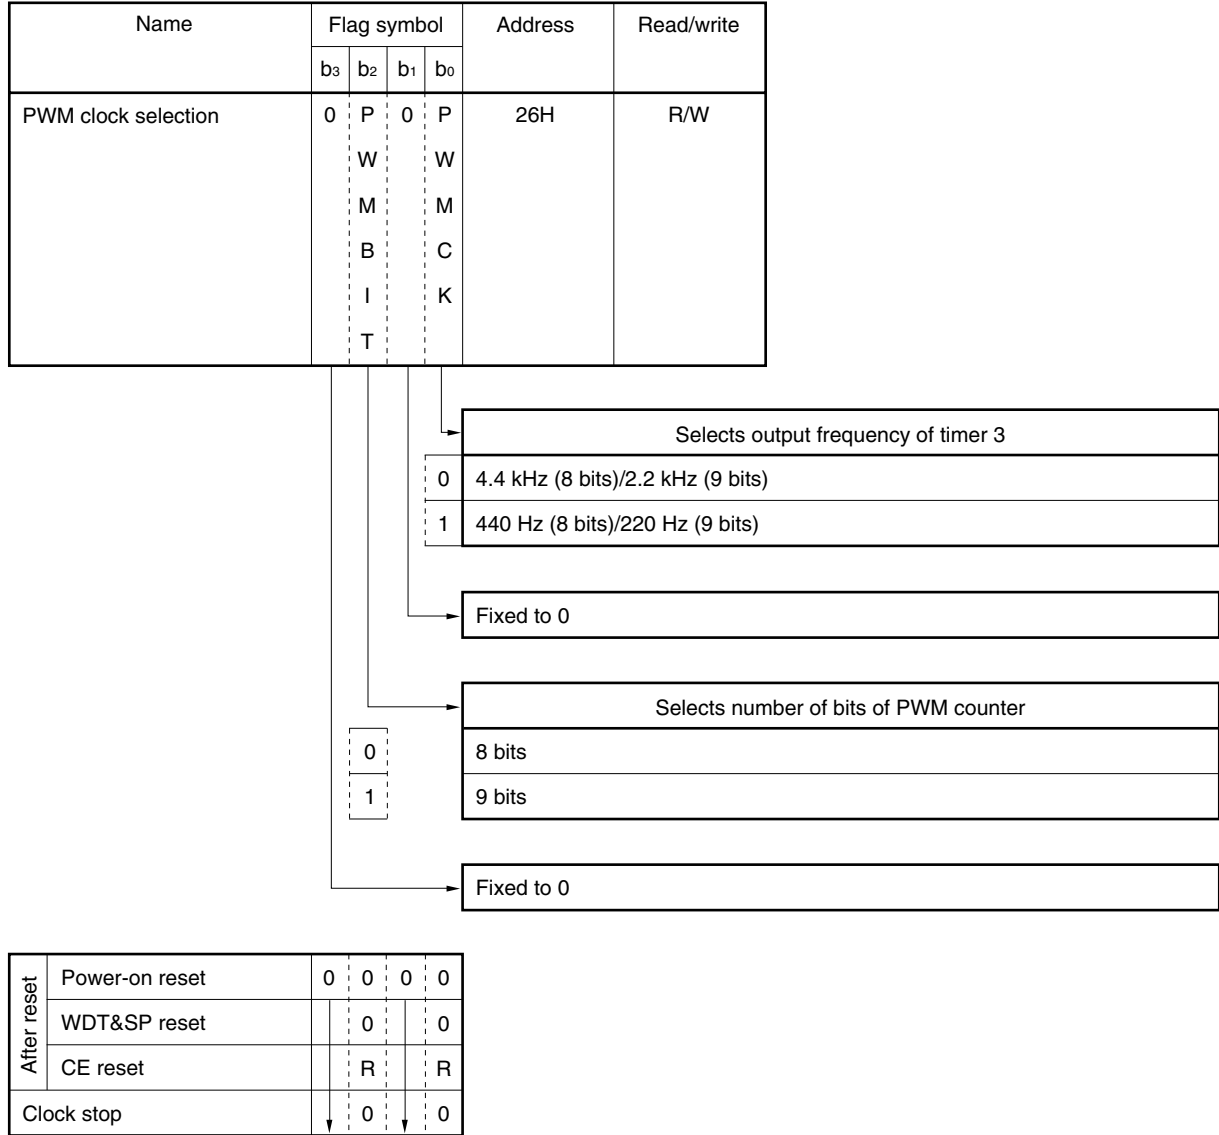 Name Flag symbol Address Read/write
b3 b2 b1 b0
PWM clock selection 0 P 0 P 26H R/W
W W
M M
B C
I K
T
Selects output frequency of timer 3
0 4.4 kHz (8 bits)/2.2 kHz (9 bits)
1 440 Hz (8 bits)/220 Hz (9 bits)
Fixed to 0
Selects number of bits of PWM counter
0 8 bits
1 9 bits
Fixed to 0
After reset
Power-on reset 0 0 0 0
WDT&SP reset 0 0
CE reset R R
Clock stop 0 0